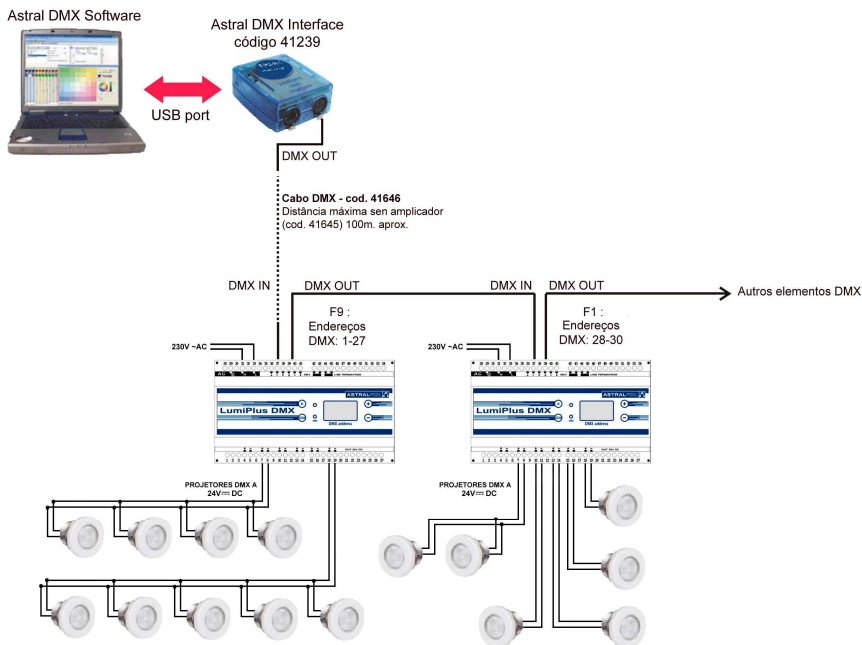 Astral DMX Software
Astral DMX Interface
código 41239
USB port
DMX OUT
Cabo DMX - cod. 41646
Distância máxima sen amplicador
(cod. 41645) 100m. aprox.
DMX IN
DMX OUT
DMX IN
DMX OUT
Autros elementos DMX
F9 :
Endereços
DMX: 1-27
F1 :
Endereços
DMX: 28-30
230V ~AC
230V ~AC
ASTRALPOOL
LumiPlus DMX
DMX address
ASTRALPOOL
LumiPlus DMX
DMX address
PROJETORES DMX A
24V DC
PROJETORES DMX A
24V DC